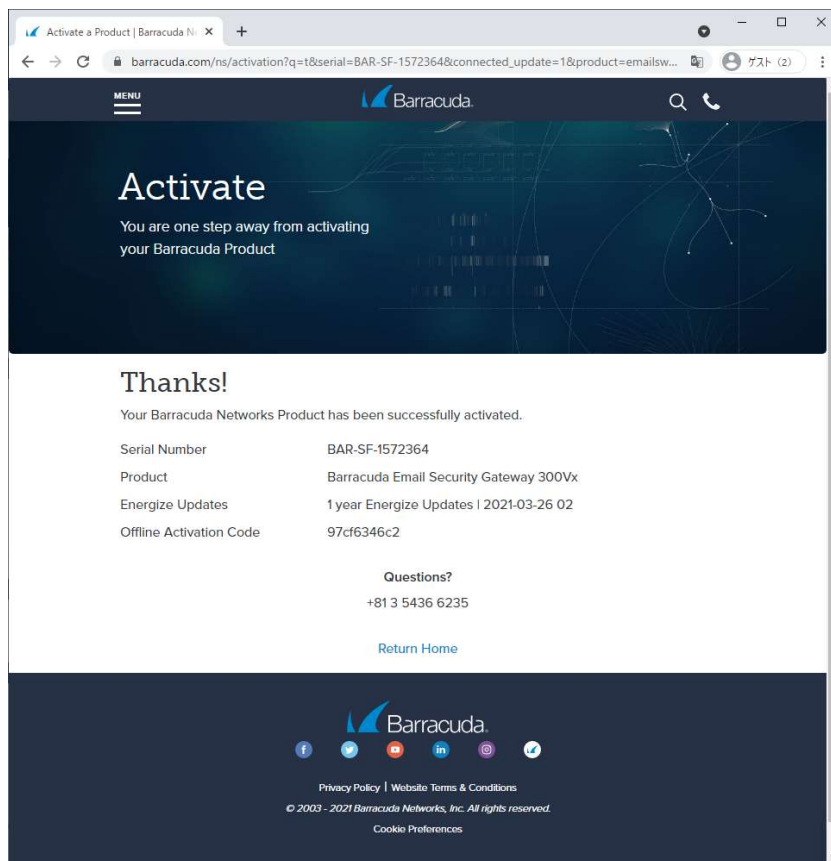 Activate a Product | Barracuda N
barracuda.com/ns/activation?q=t&serial=BAR-SF-1572364&connected_update=1&product=emailsw...
ゲスト (2)
MENU
Barracuda.
Activate
You are one step away from activating
your Barracuda Product
Thanks!
Your Barracuda Networks Product has been successfully activated.
Serial Number BAR-SF-1572364
Product Barracuda Email Security Gateway 300Vx
Energize Updates 1 year Energize Updates | 2021-03-26 02
Offline Activation Code 97cf6346c2
Questions?
+81 3 5436 6235
Return Home
Barracuda.
Privacy Policy | Website Terms & Conditions
© 2003 - 2021 Barracuda Networks, Inc. All rights reserved.
Cookie Preferences